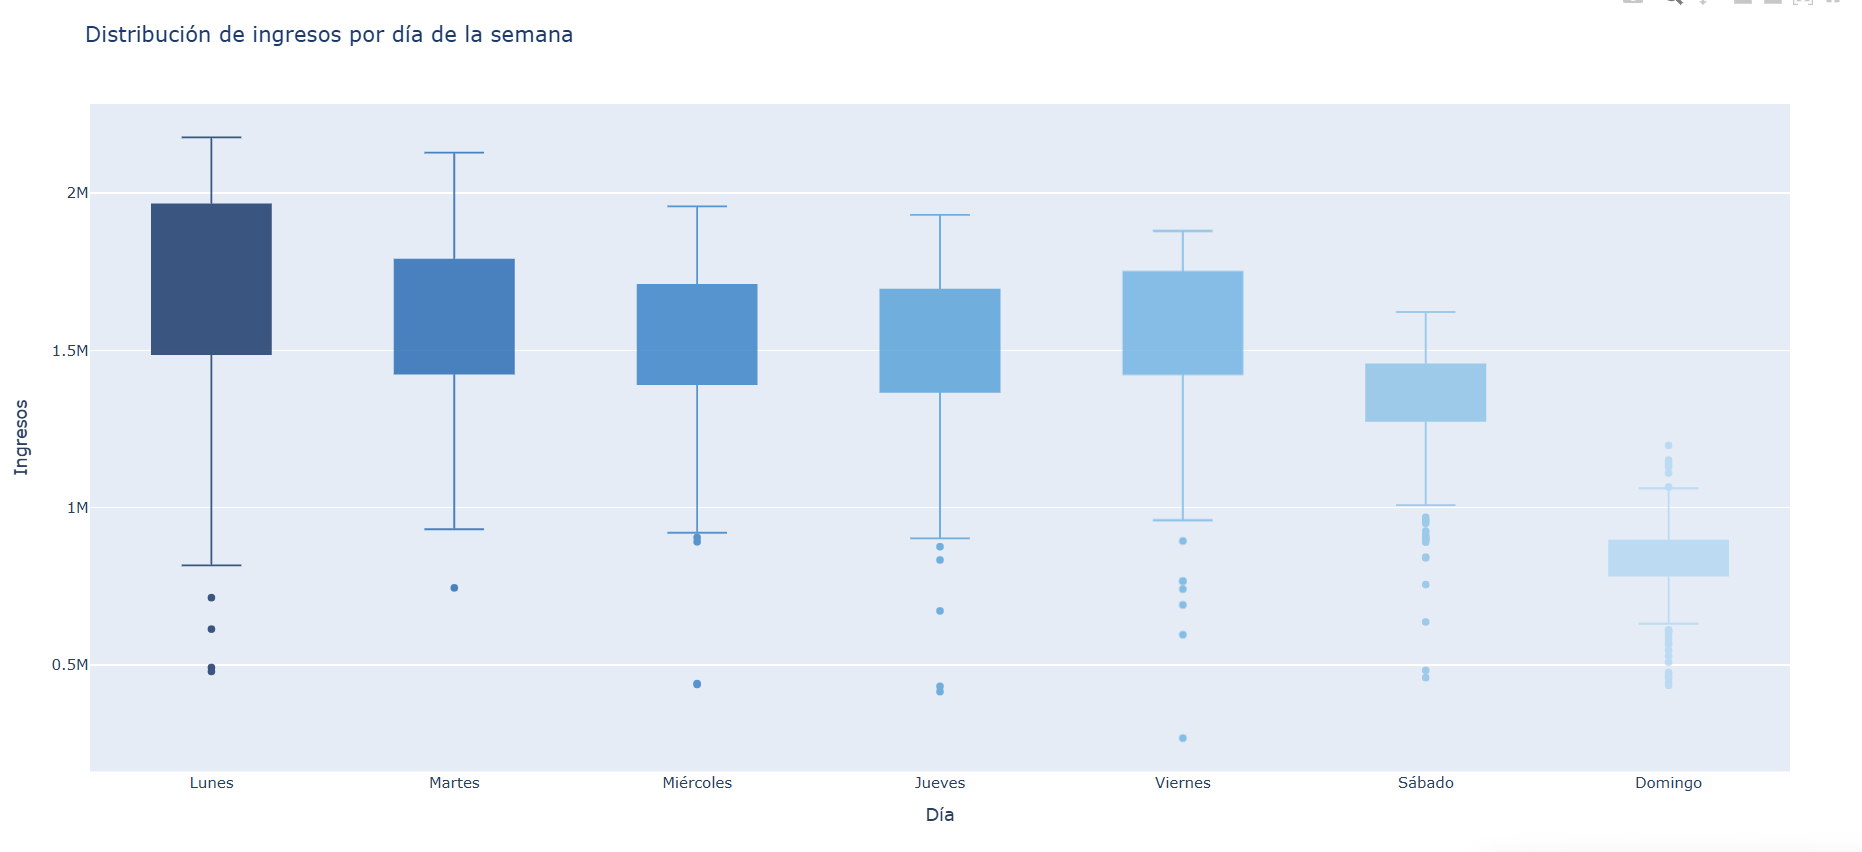 Distribución de ingresos por día de la semana
2M
1.5M
1M
0.5M
Ingresos
Lunes
Martes
Miércoles
Jueves
Viernes
Sábado
Domingo
Día